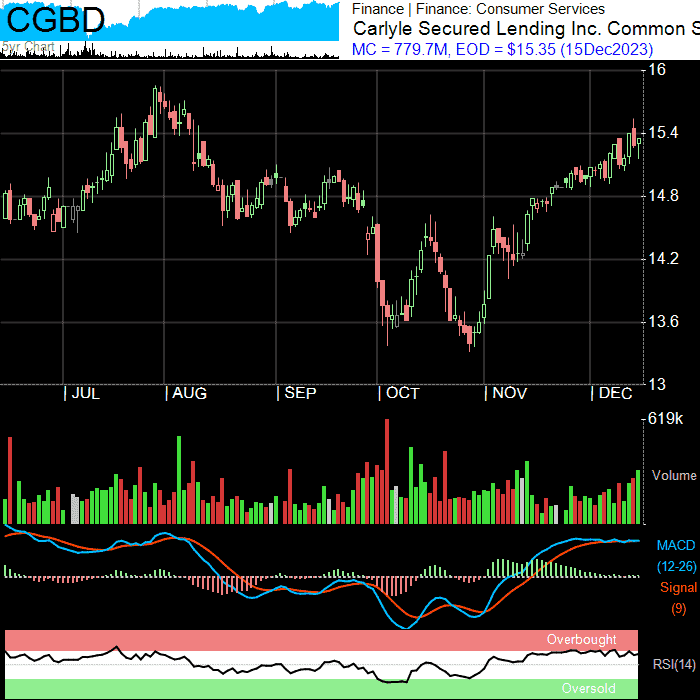 CGBD
5yr Chart
Finance | Finance: Consumer Services
Carlyle Secured Lending Inc. Common S
MC = 779.7M, EOD = $15.35 (15Dec2023)
16
15.4
14.8
14.2
13.6
13
| JUL | AUG | SEP | OCT | NOV | DEC
619k
Volume
MACD
(12-26)
Signal
(9)
Overbought
RSI(14)
Oversold